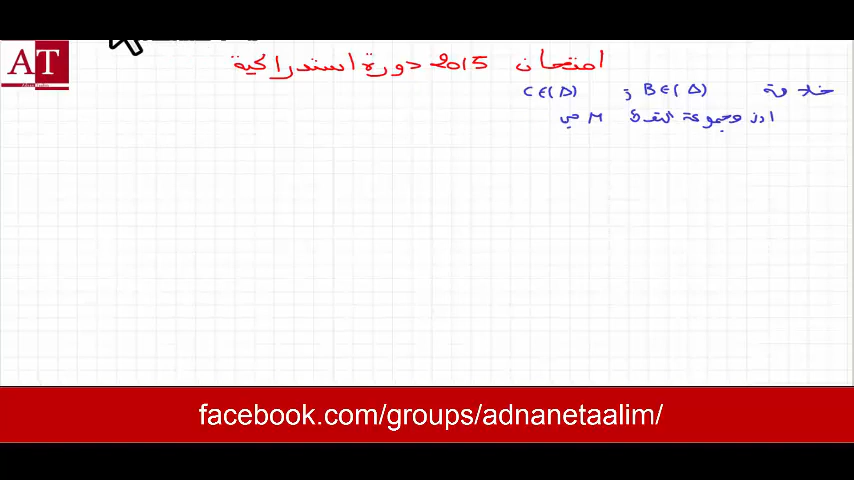 AT
امتحان 2015 دورة استدراكية
خلاصة B∈(Δ) و C∈(Δ)
اذن مجموعة النقط M هي
facebook.com/groups/adnanetaalim/